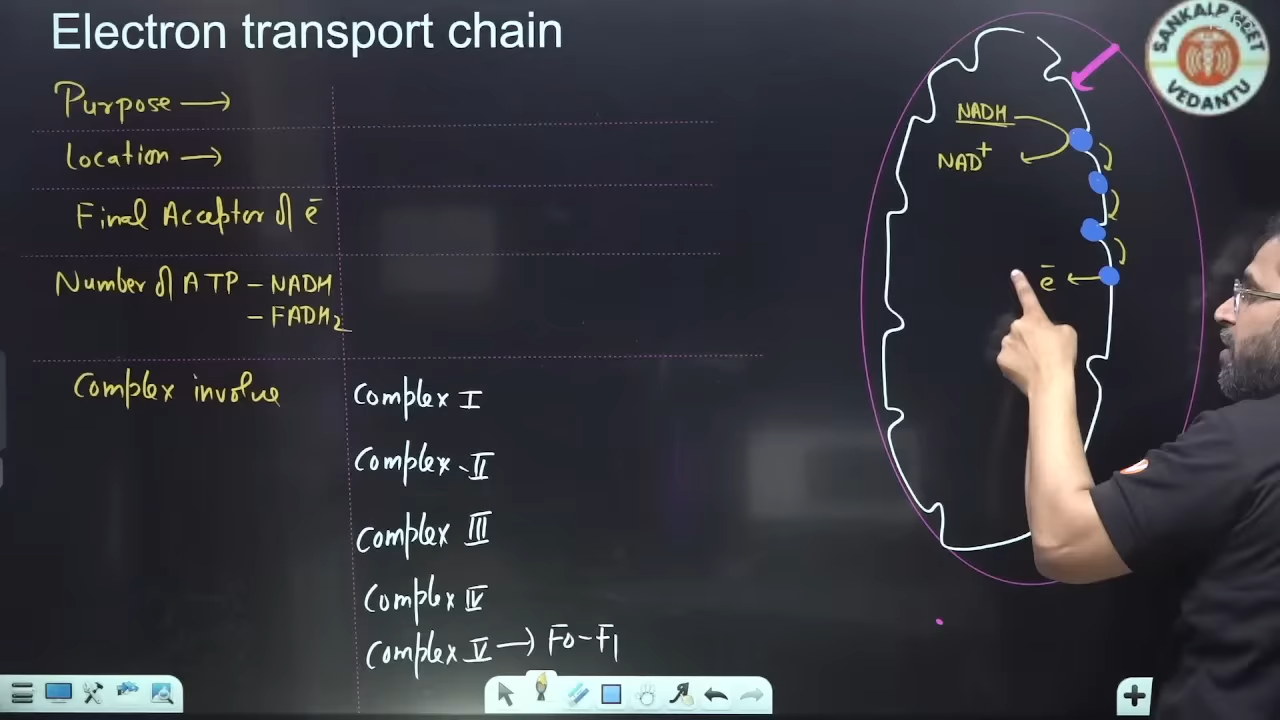 Electron transport chain
Purpose →
Location →
Final Acceptor of ē
Number of ATP - NADH
- FADH₂
Complex involve
Complex I
Complex - II
Complex III
Complex IV
Complex V → F0 - F1
NADH
NAD⁺
ē
SANKALP NEET
VEDANTU